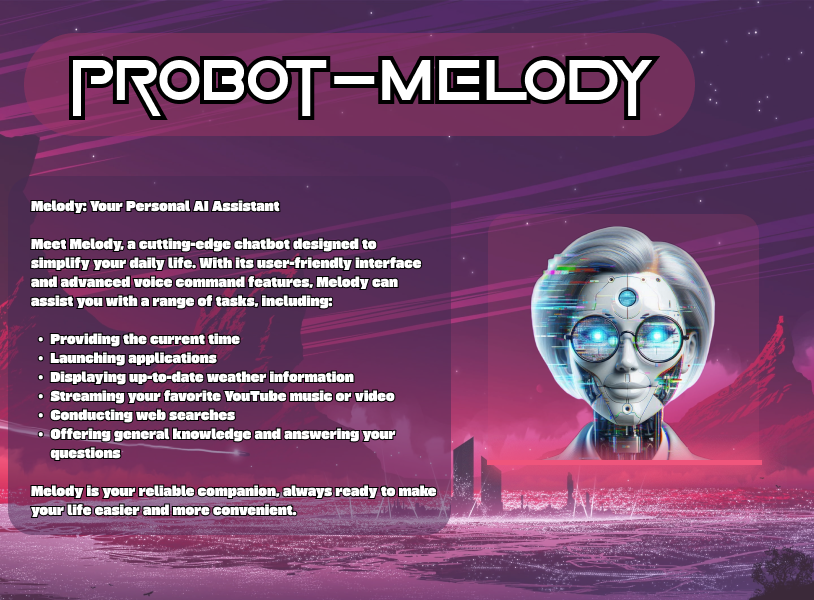 PROBOT-MELODY
Melody: Your Personal AI Assistant
Meet Melody, a cutting-edge chatbot designed to
simplify your daily life. With its user-friendly interface
and advanced voice command features, Melody can
assist you with a range of tasks, including:
• Providing the current time
• Launching applications
• Displaying up-to-date weather information
• Streaming your favorite YouTube music or video
• Conducting web searches
• Offering general knowledge and answering your
questions
Melody is your reliable companion, always ready to make
your life easier and more convenient.